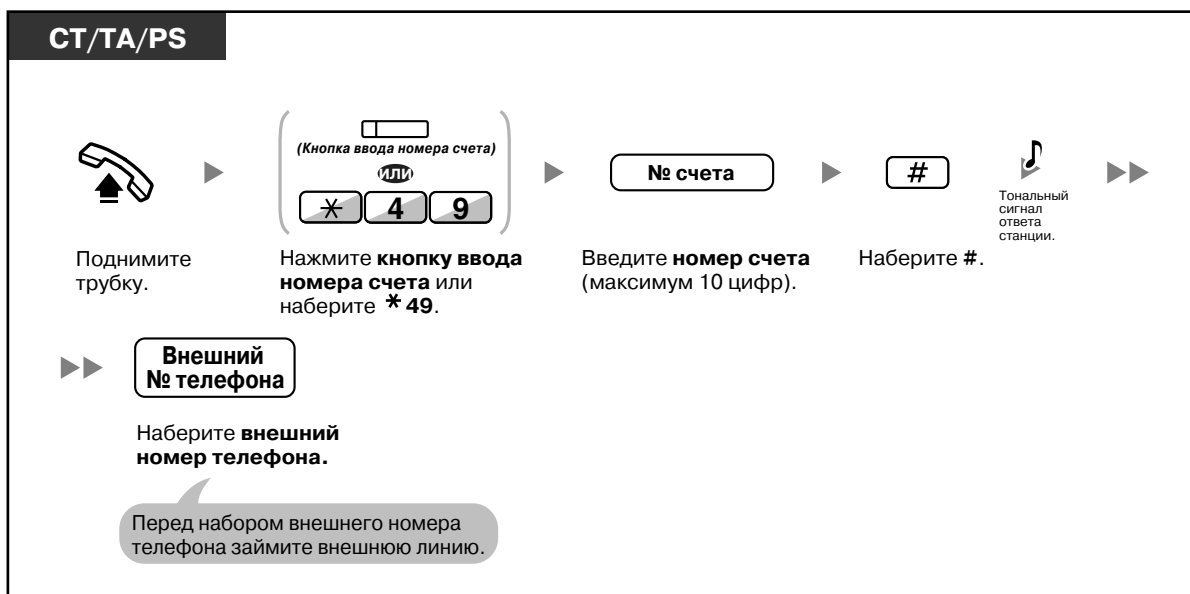 CT/TA/PS
(Кнопка ввода номера счета)
ИЛИ
* 4 9
№ счета
#
Тональный
сигнал
ответа
станции.
Поднимите
трубку.
Нажмите кнопку ввода
номера счета или
наберите * 49.
Введите номер счета
(максимум 10 цифр).
Наберите #.
Внешний
№ телефона
Наберите внешний
номер телефона.
Перед набором внешнего номера
телефона займите внешнюю линию.